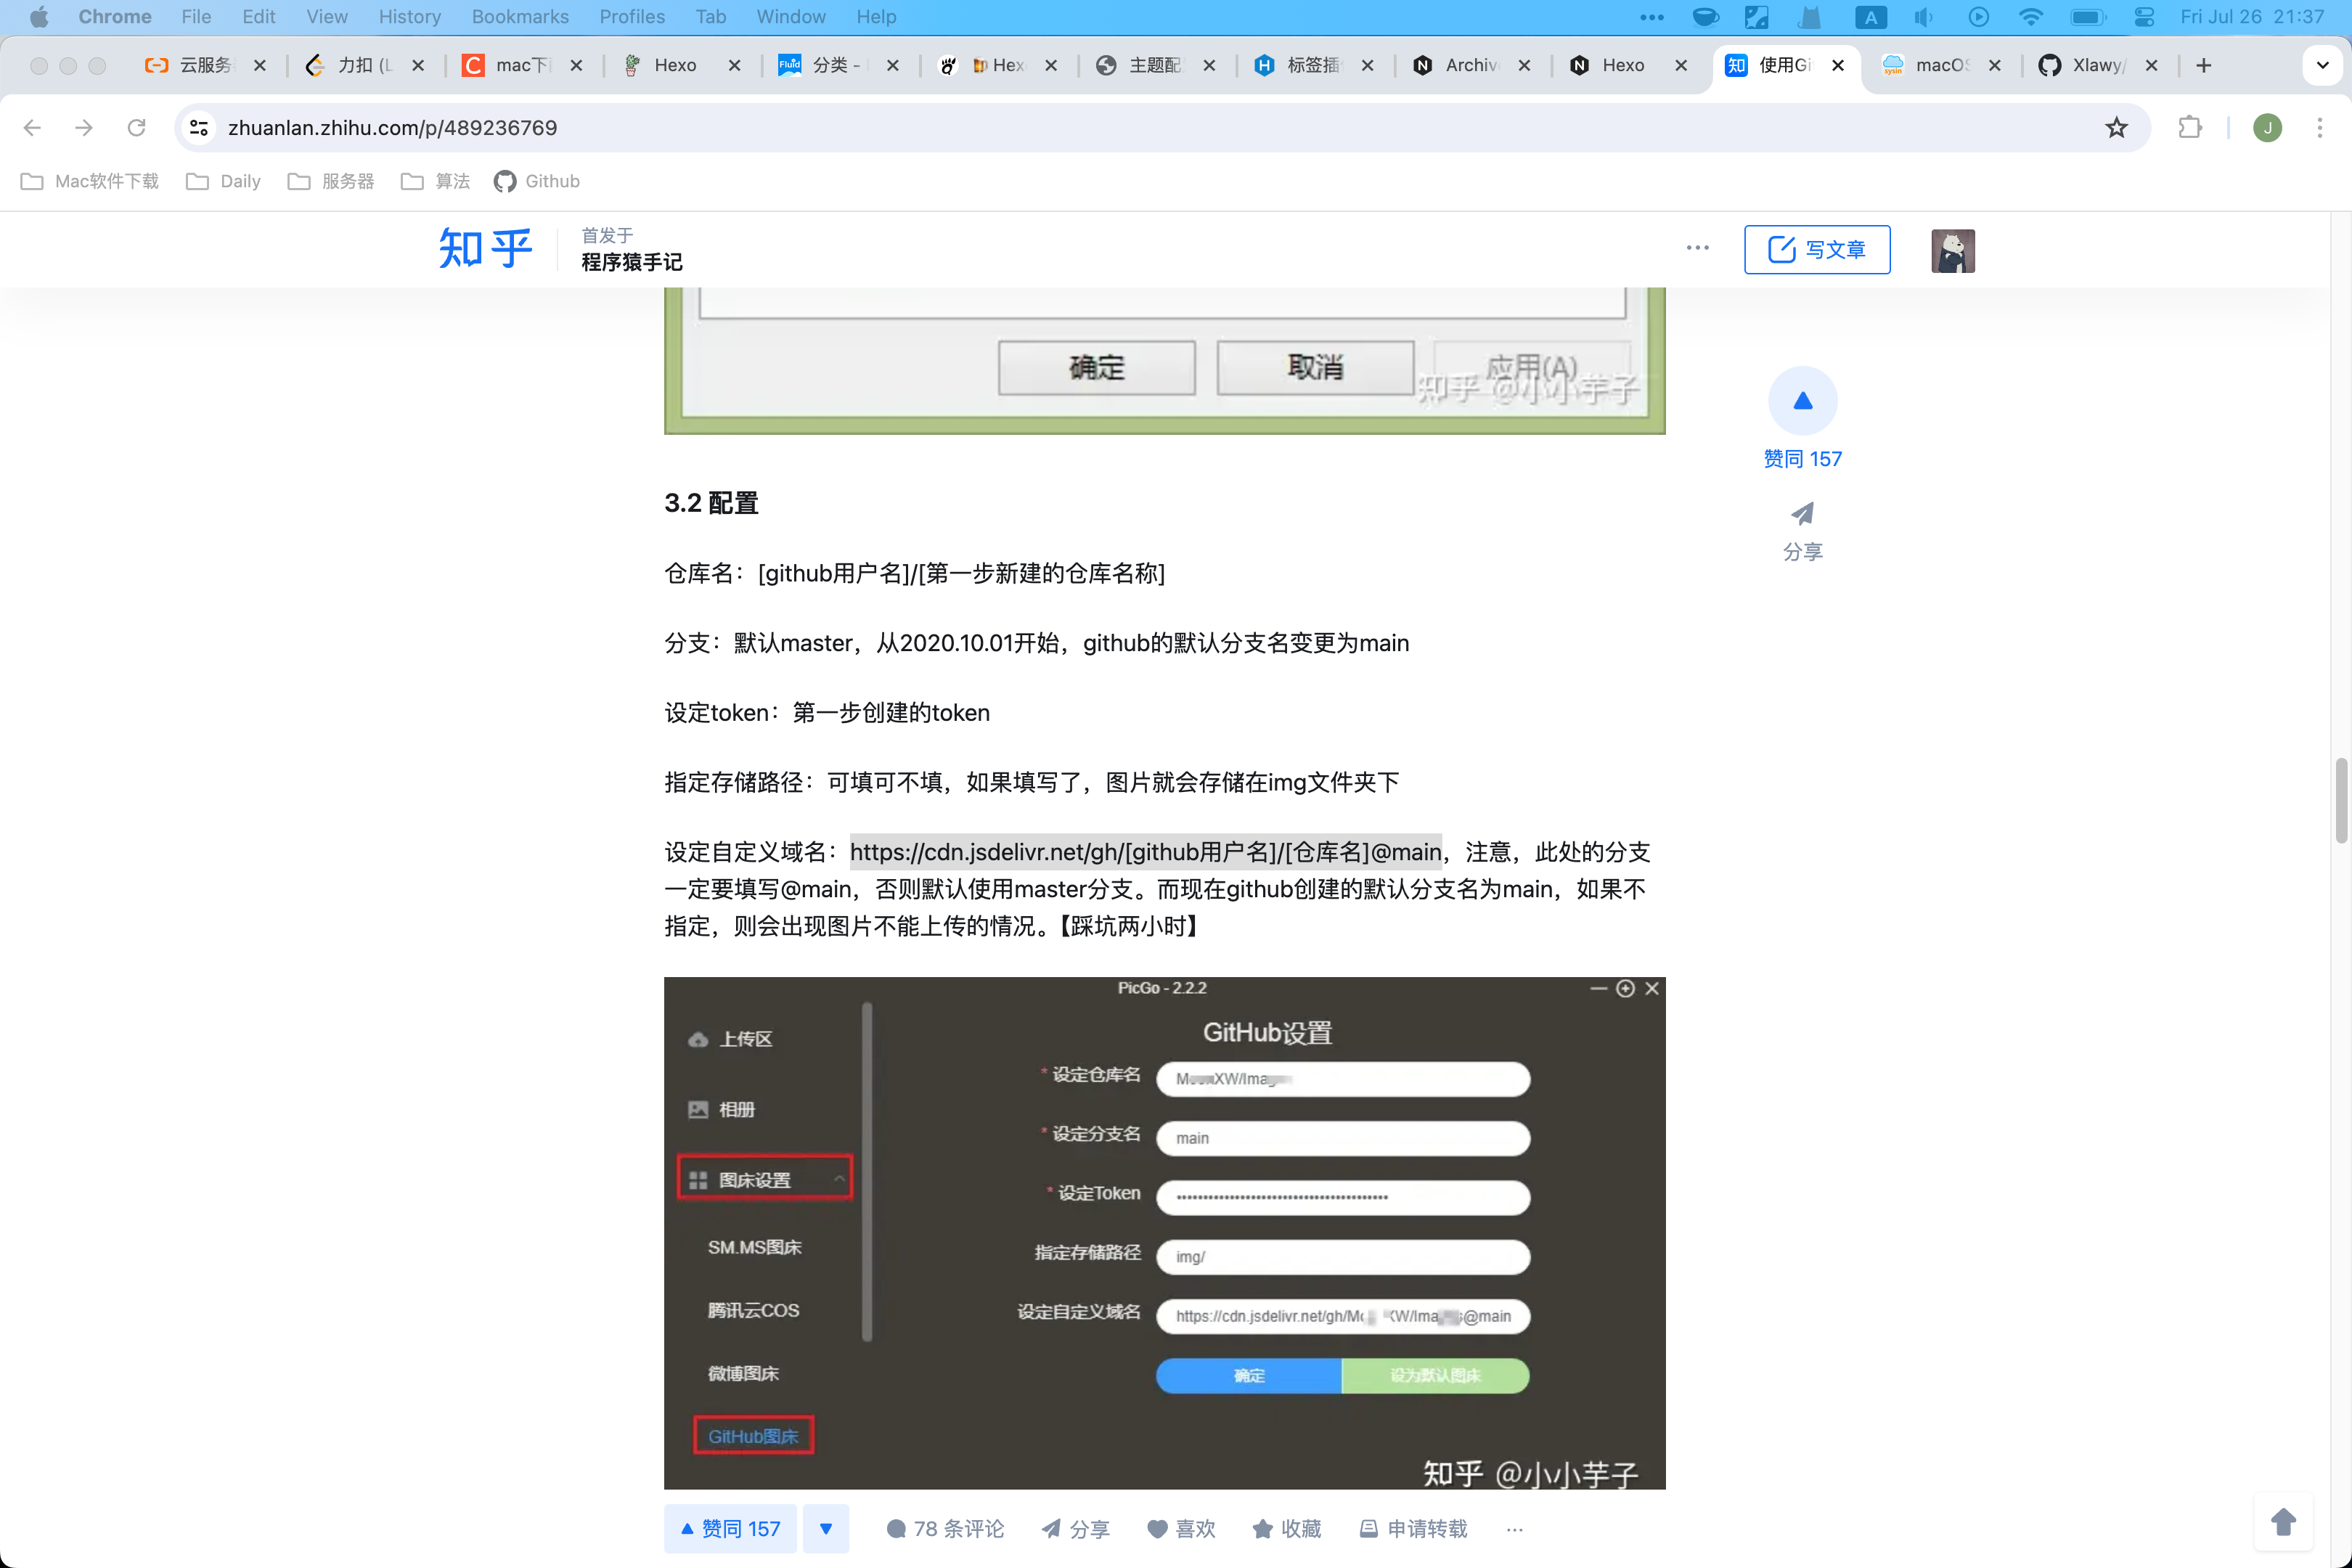 Chrome File Edit View History Bookmarks Profiles Tab Window Help A Fri Jul 26 21:37
云服务 力扣 (L mac下 Hexo Fluid 分类 - Hex 主题配 标签插 Archiv Hexo 知 使用Gi sysin macOS Xlawy/
zhuanlan.zhihu.com/p/489236769 J
Mac软件下载 Daily 服务器 算法 Github
知乎
首发于
程序猿手记
写文章
确定 取消 应用(A)
知乎 @小小芋子
赞同 157
分享
3.2 配置
仓库名：[github用户名]/[第一步新建的仓库名称]
分支：默认master，从2020.10.01开始，github的默认分支名变更为main
设定token：第一步创建的token
指定存储路径：可填可不填，如果填写了，图片就会存储在img文件夹下
设定自定义域名：https://cdn.jsdelivr.net/gh/[github用户名]/[仓库名]@main，注意，此处的分支
一定要填写@main，否则默认使用master分支。而现在github创建的默认分支名为main，如果不
指定，则会出现图片不能上传的情况。【踩坑两小时】
PicGo - 2.2.2
上传区
相册
图床设置
SM.MS图床
腾讯云COS
微博图床
GitHub图床
GitHub设置
* 设定仓库名
* 设定分支名 main
* 设定Token
指定存储路径 img/
设定自定义域名 https://cdn.jsdelivr.net/gh/ @main
确定 设为默认图床
知乎 @小小芋子
赞同 157 78 条评论 分享 喜欢 收藏 申请转载